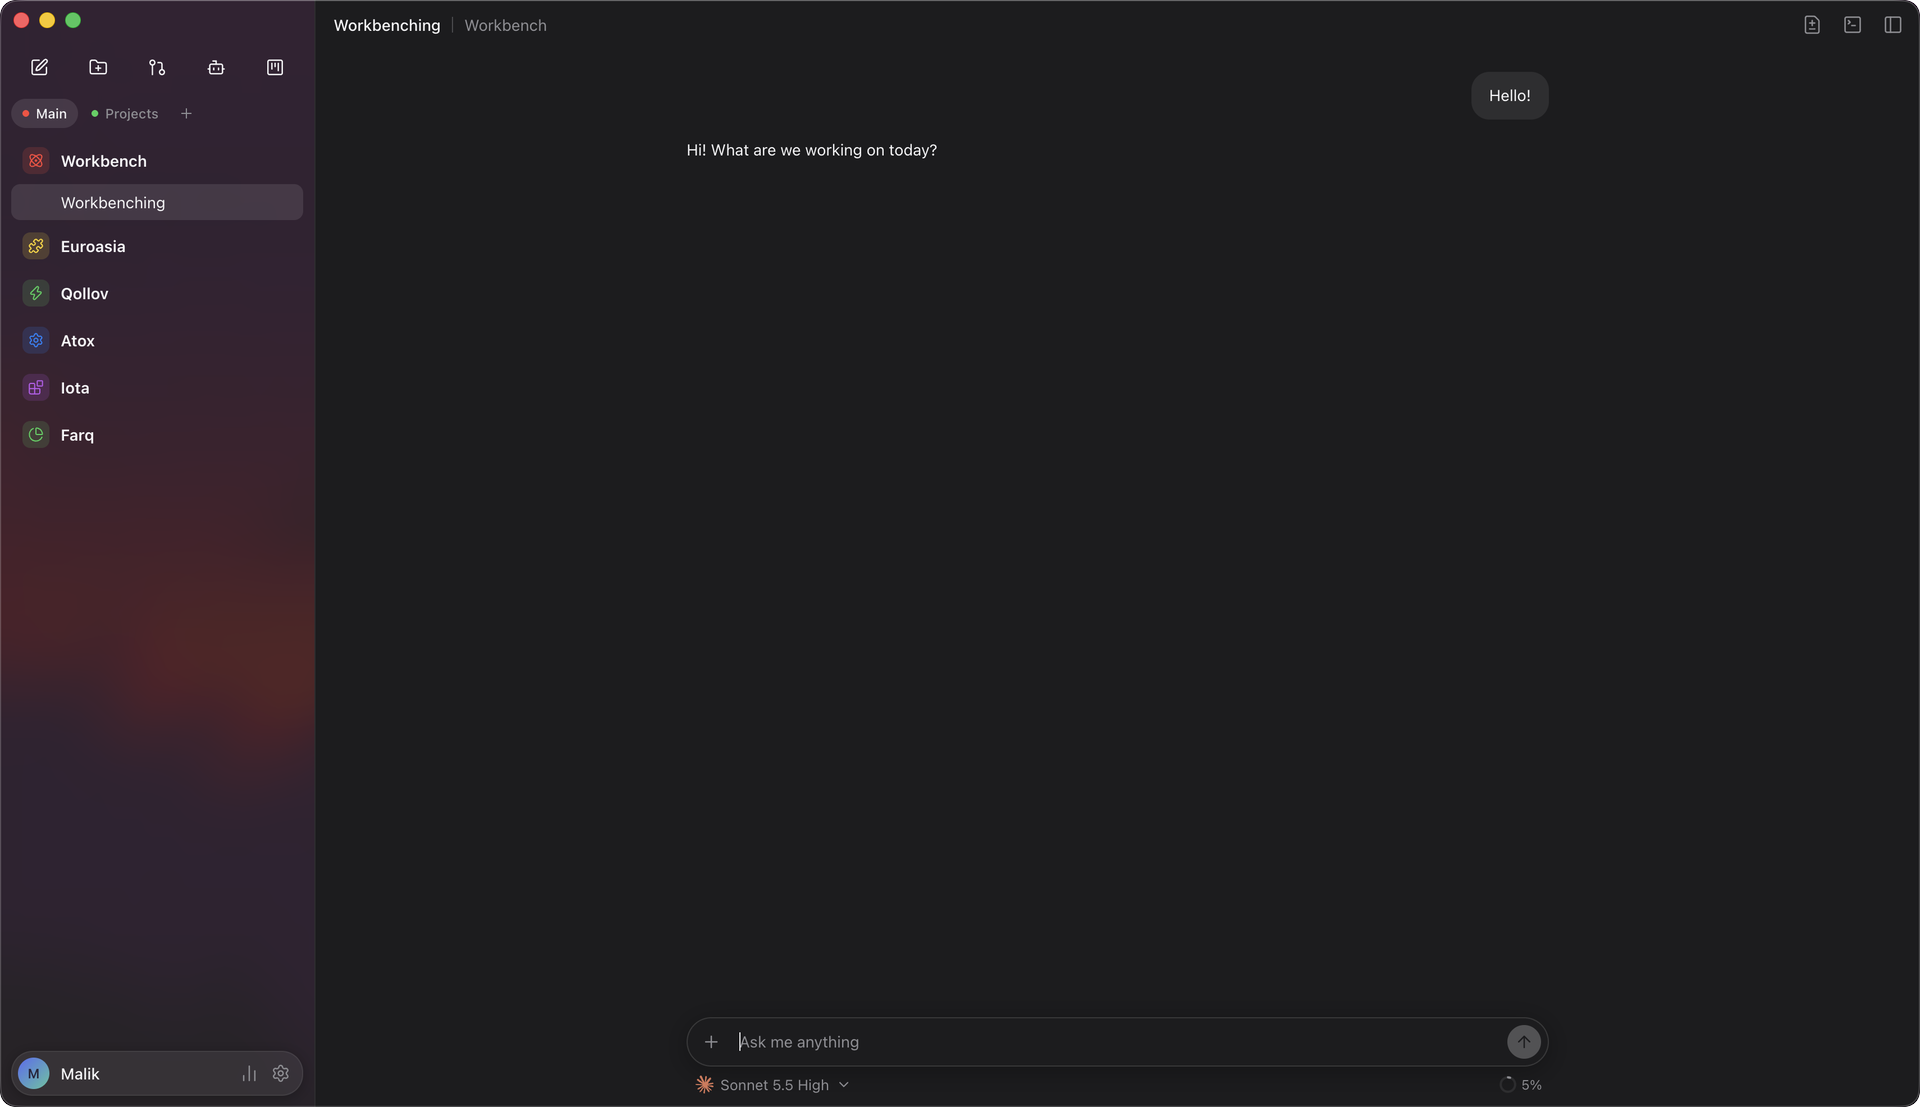 Workbenching
Workbench
Main
Projects
Workbench
Workbenching
Euroasia
Qollov
Atox
Iota
Farq
M
Malik
Hello!
Hi! What are we working on today?
Ask me anything
Sonnet 5.5 High
5%